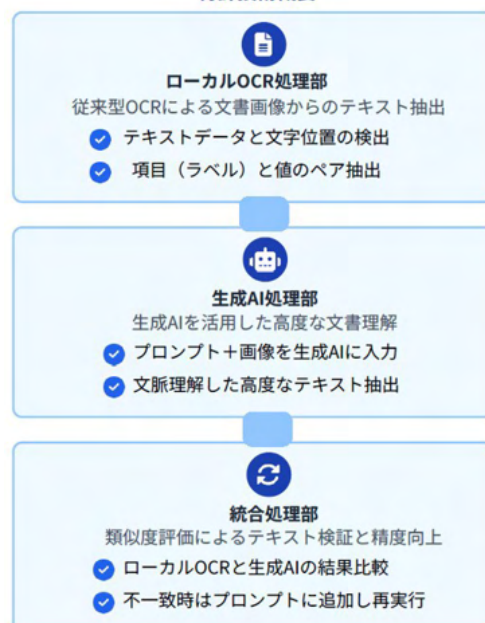 ローカルOCR処理部
従来型OCRによる文書画像からのテキスト抽出
テキストデータと文字位置の検出
項目（ラベル）と値のペア抽出
生成AI処理部
生成AIを活用した高度な文書理解
プロンプト＋画像を生成AIに入力
文脈理解した高度なテキスト抽出
統合処理部
類似度評価によるテキスト検証と精度向上
ローカルOCRと生成AIの結果比較
不一致時はプロンプトに追加し再実行